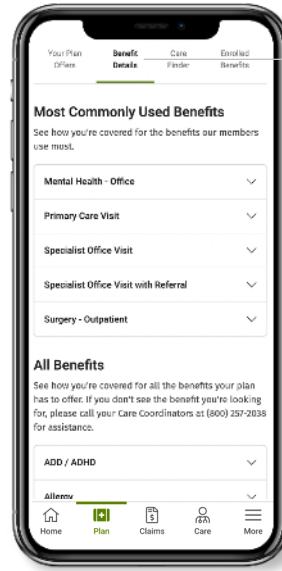 Your Plan Offers
Benefit Details
Care Finder
Enrolled Benefits
Most Commonly Used Benefits
See how you're covered for the benefits our members
use most.
Mental Health - Office
Primary Care Visit
Specialist Office Visit
Specialist Office Visit with Referral
Surgery - Outpatient
All Benefits
See how you're covered for all the benefits your plan
has to offer. If you don't see the benefit you're looking
for, please call your Care Coordinators at (800) 257-2038
for assistance.
ADD / ADHD
Allergy
Home
Plan
Claims
Care
More